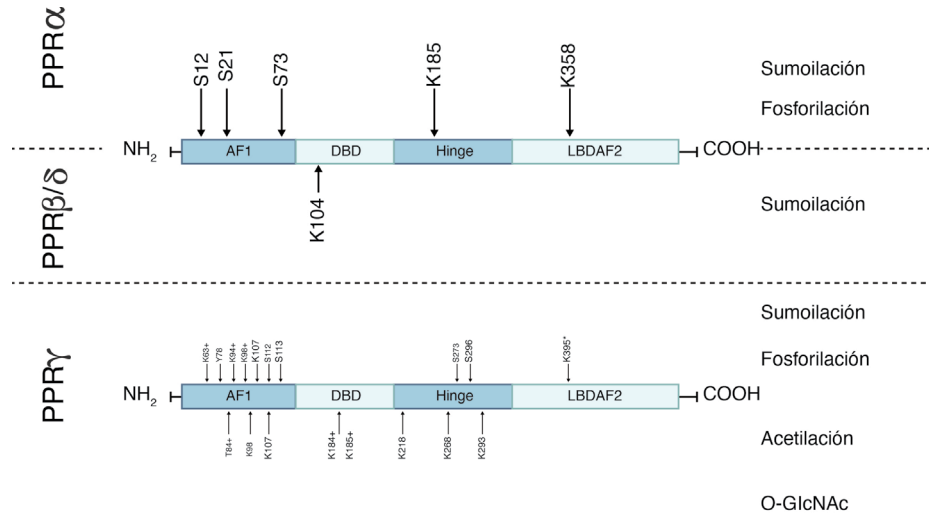 PPRα
S12
S21
S73
K185
K358
Sumoilación
Fosforilación
NH2
AF1
DBD
Hinge
LBDAF2
COOH
PPRβ/δ
K104
Sumoilación
PPRγ
Sumoilación
K63+
Y78
K94+
K98+
K107
S112
S113
S273
S296
K395*
Fosforilación
NH2
AF1
DBD
Hinge
LBDAF2
COOH
T84+
K98
K107
K184+
K185+
K218
K268
K293
Acetilación
O-GlcNAc